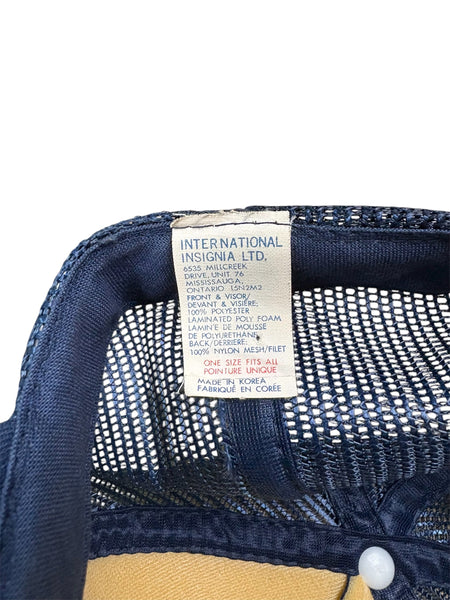 INTERNATIONAL
INSIGNIA LTD.
6535 MILLCREEK
DRIVE, UNIT 76
MISSISSAUGA,
ONTARIO L5N2M2
FRONT & VISOR/
DEVANT & VISIÈRE;
100% POLYESTER
LAMINATED POLY FOAM
LAMIN'E DE MOUSSE
DE POLYURETHANE;
BACK/DERRIERE;
100% NYLON MESH/FILET
ONE SIZE FITS ALL
POINTURE UNIQUE
MADE IN KOREA
FABRIQUÉ EN CORÉE